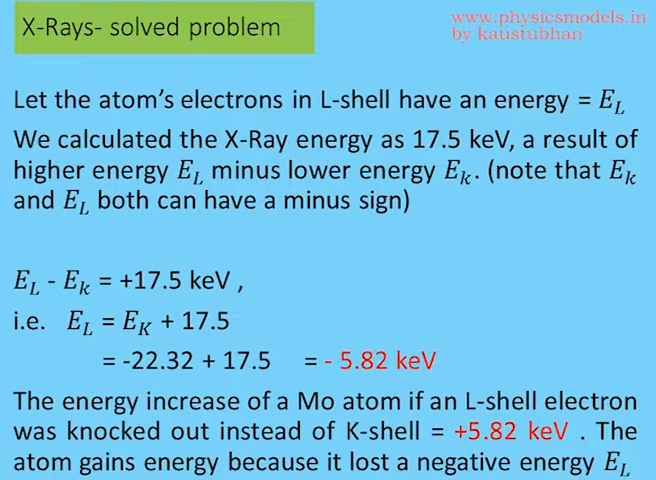 X-Rays- solved problem
www.physicsmodels.in
by kaustubhan
Let the atom's electrons in L-shell have an energy = E_L
We calculated the X-Ray energy as 17.5 keV, a result of
higher energy E_L minus lower energy E_k. (note that E_k
and E_L both can have a minus sign)
E_L - E_k = +17.5 keV ,
i.e. E_L = E_K + 17.5
= -22.32 + 17.5 = - 5.82 keV
The energy increase of a Mo atom if an L-shell electron
was knocked out instead of K-shell = +5.82 keV . The
atom gains energy because it lost a negative energy E_L